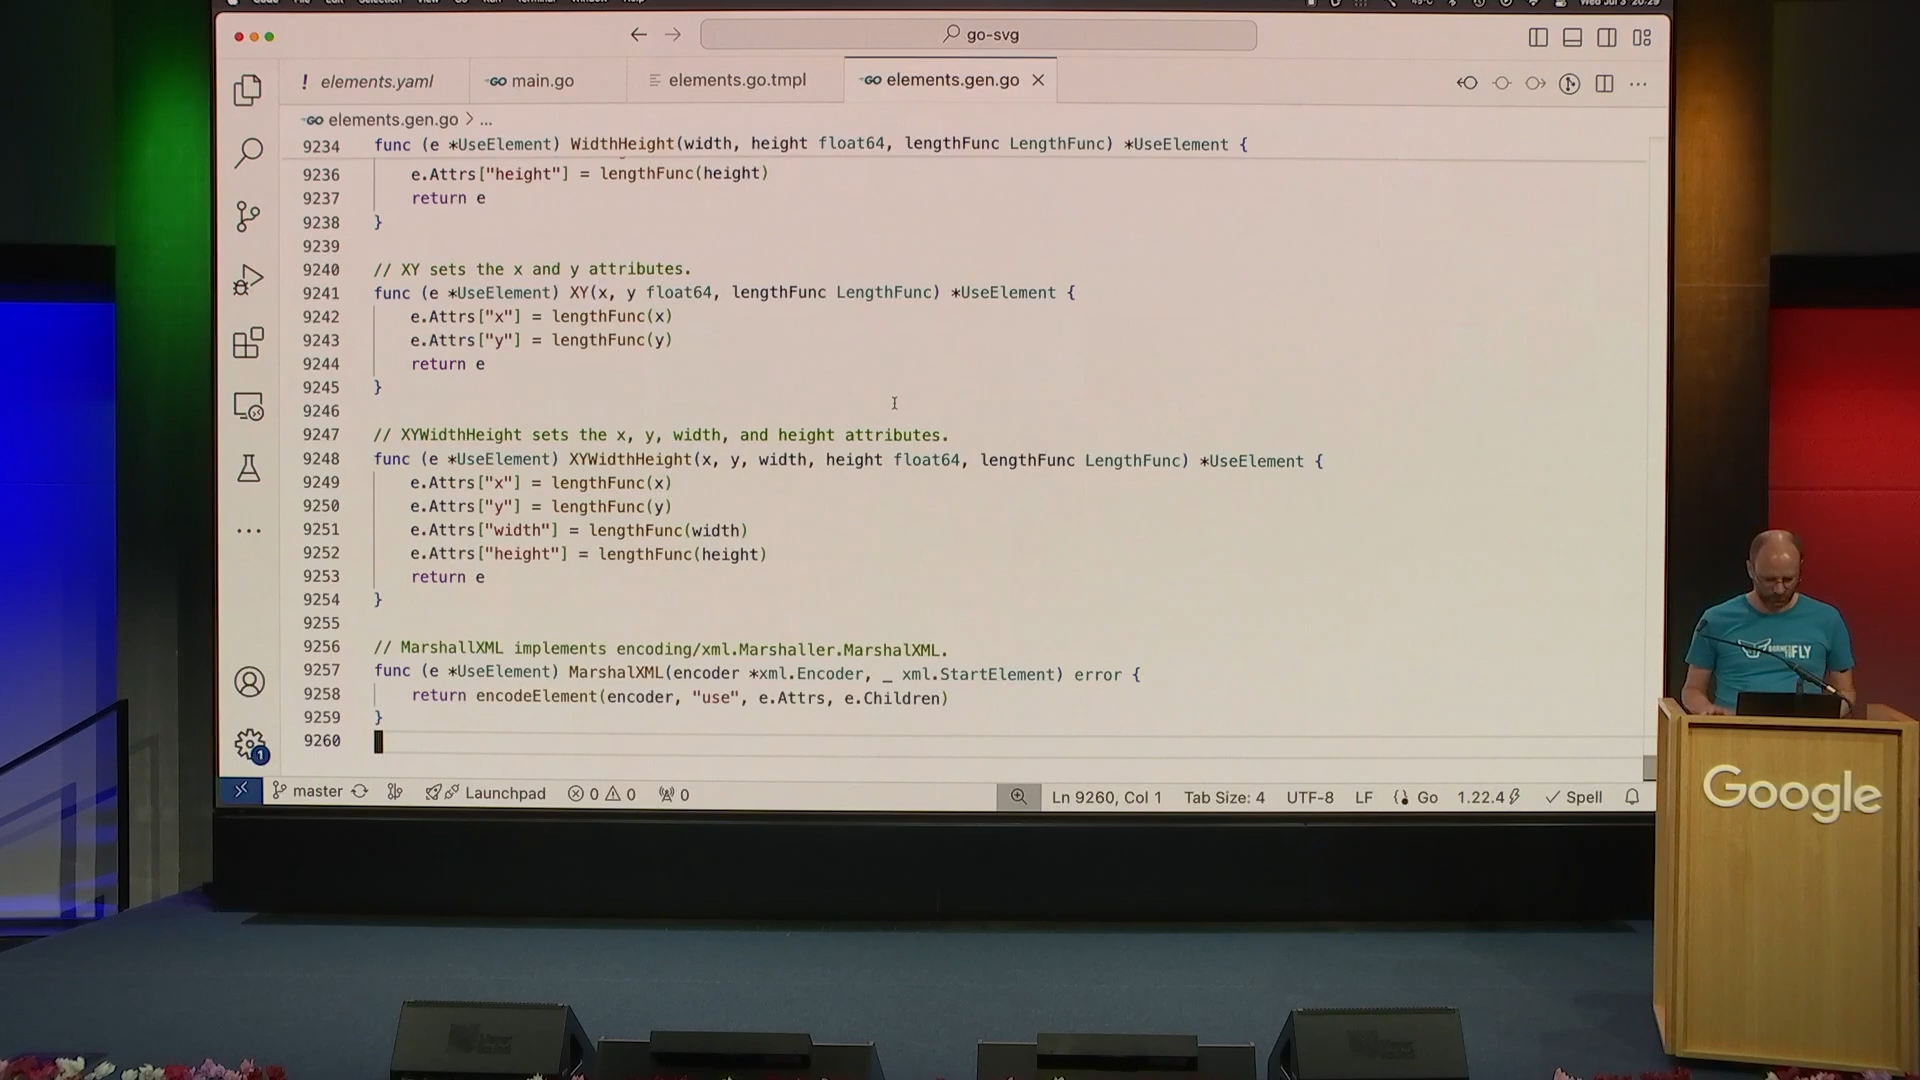 go-svg
! elements.yaml
GO main.go
elements.go.tmpl
GO elements.gen.go
GO elements.gen.go > ...
9234 func (e *UseElement) WidthHeight(width, height float64, lengthFunc LengthFunc) *UseElement {
9236 e.Attrs["height"] = lengthFunc(height)
9237 return e
9238 }
9239
9240 // XY sets the x and y attributes.
9241 func (e *UseElement) XY(x, y float64, lengthFunc LengthFunc) *UseElement {
9242 e.Attrs["x"] = lengthFunc(x)
9243 e.Attrs["y"] = lengthFunc(y)
9244 return e
9245 }
9246
9247 // XYWidthHeight sets the x, y, width, and height attributes.
9248 func (e *UseElement) XYWidthHeight(x, y, width, height float64, lengthFunc LengthFunc) *UseElement {
9249 e.Attrs["x"] = lengthFunc(x)
9250 e.Attrs["y"] = lengthFunc(y)
9251 e.Attrs["width"] = lengthFunc(width)
9252 e.Attrs["height"] = lengthFunc(height)
9253 return e
9254 }
9255
9256 // MarshallXML implements encoding/xml.Marshaller.MarshalXML.
9257 func (e *UseElement) MarshalXML(encoder *xml.Encoder, _ xml.StartElement) error {
9258 return encodeElement(encoder, "use", e.Attrs, e.Children)
9259 }
9260
1
master Launchpad 0 0 0 Ln 9260, Col 1 Tab Size: 4 UTF-8 LF Go 1.22.4 Spell
FLY
Google